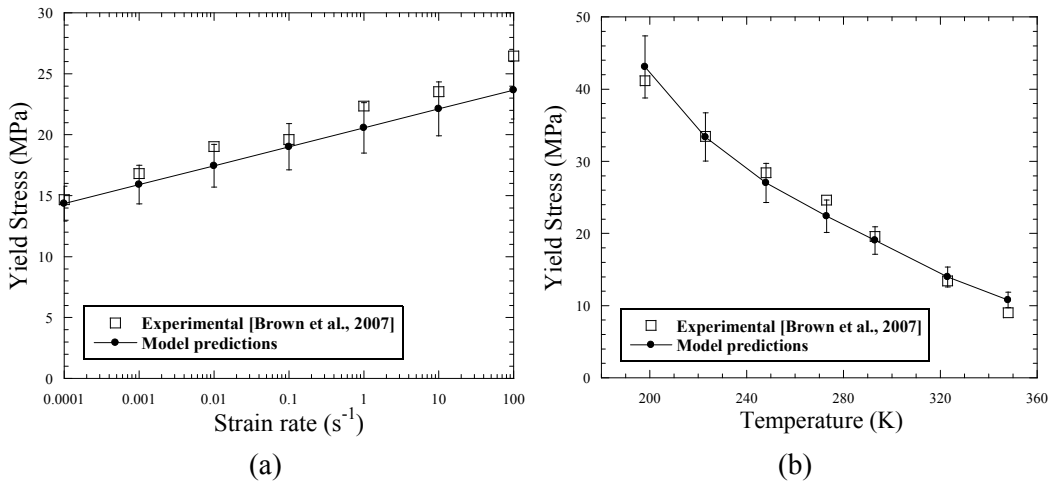 30
25
20
15
10
5
0
Yield Stress (MPa)
Experimental [Brown et al., 2007]
Model predictions
0.0001 0.001 0.01 0.1 1 10 100
Strain rate (s⁻¹)
(a)
50
40
30
20
10
0
Yield Stress (MPa)
Experimental [Brown et al., 2007]
Model predictions
200 240 280 320 360
Temperature (K)
(b)